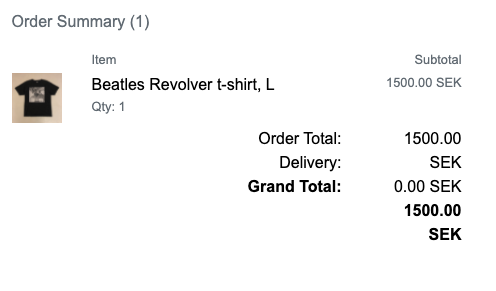 Order Summary (1)
Item Subtotal
Beatles Revolver t-shirt, L 1500.00 SEK
Qty: 1
Order Total: 1500.00
Delivery: SEK
Grand Total: 0.00 SEK
1500.00
SEK